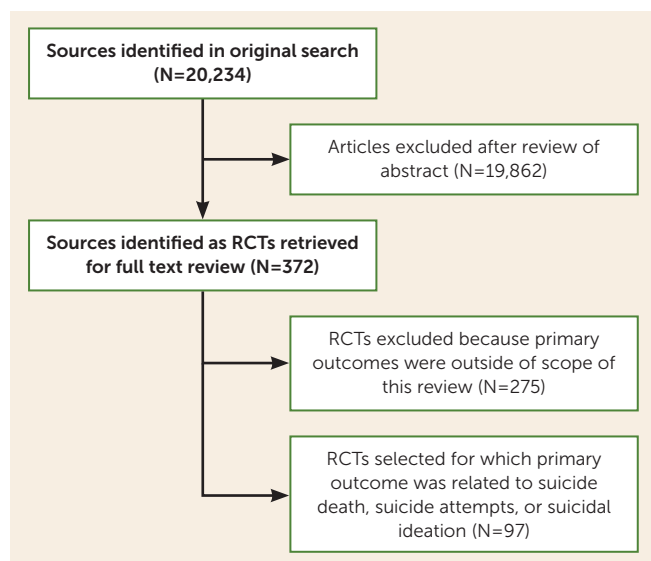 Sources identified in original search
(N=20,234)
Articles excluded after review of
abstract (N=19,862)
Sources identified as RCTs retrieved
for full text review (N=372)
RCTs excluded because primary
outcomes were outside of scope of
this review (N=275)
RCTs selected for which primary
outcome was related to suicide
death, suicide attempts, or suicidal
ideation (N=97)